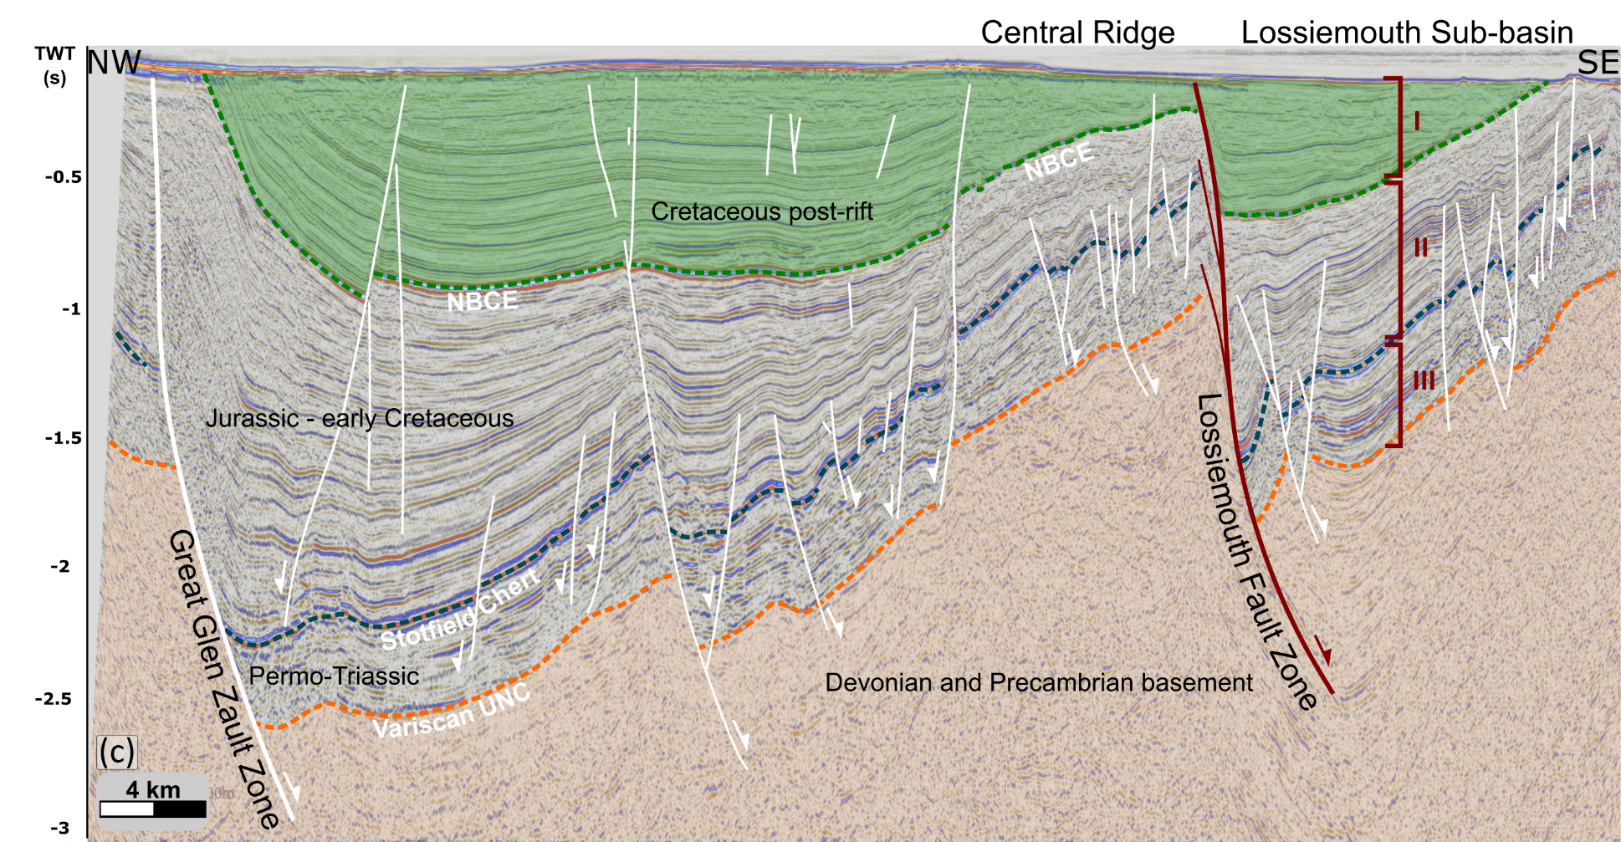 Central Ridge
Lossiemouth Sub-basin
TWT
(s)
NW
SE
I
-0.5
NBCE
Cretaceous post-rift
II
NBCE
-1
III
Jurassic - early Cretaceous
-1.5
Lossiemouth Fault Zone
Great Glen Zault Zone
-2
Stotfield Chert
Permo-Triassic
Devonian and Precambrian basement
-2.5
Variscan UNC
(c)
4 km
-3